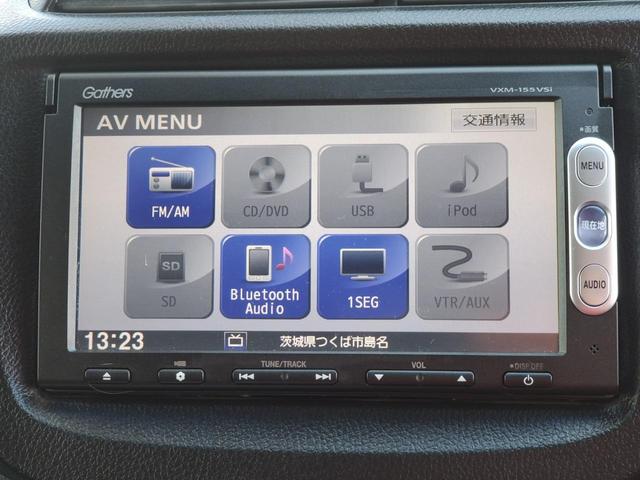 Gathers
VXM-155VSi
AV MENU
交通情報
*画質
FM/AM
CD/DVD
USB
iPod
MENU
現在地
SD
SD
Bluetooth Audio
1SEG
VTR/AUX
AUDIO
13:23
茨城県つくば市島名
TUNE/TRACK
VOL
*DISP OFF